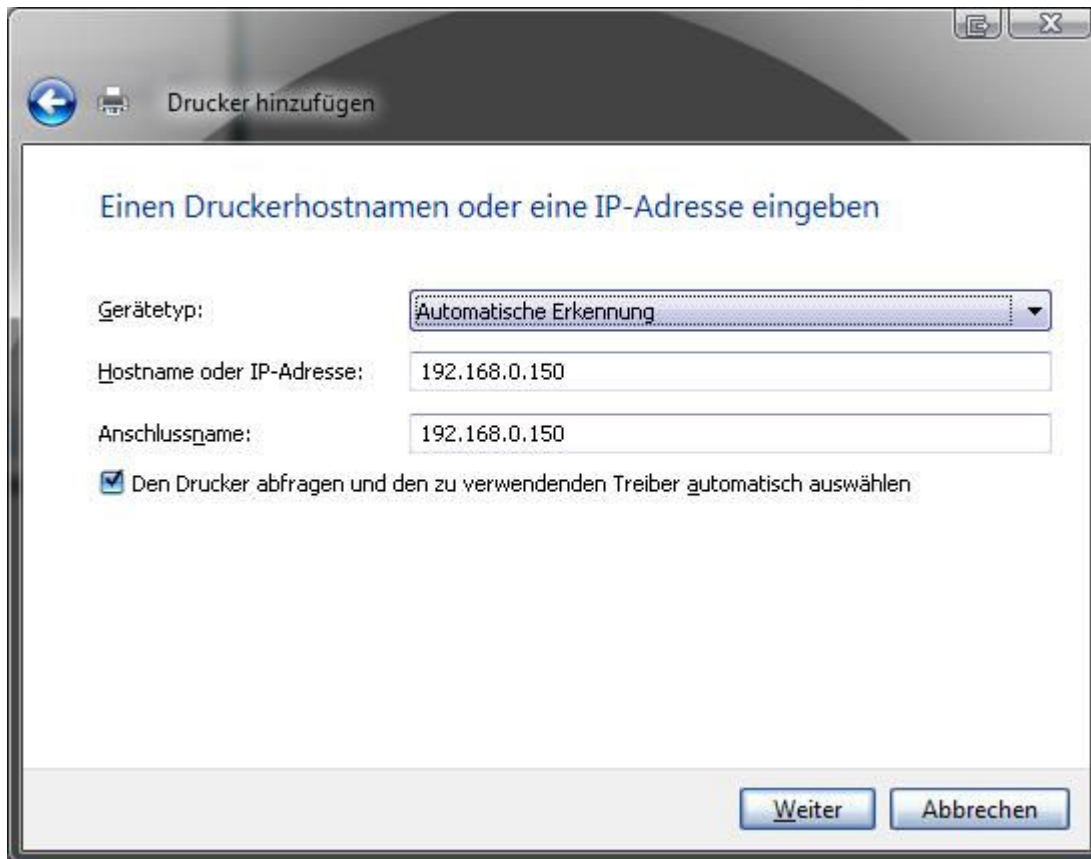 Drucker hinzufügen
Einen Druckerhostnamen oder eine IP-Adresse eingeben
Gerätetyp: Automatische Erkennung
Hostname oder IP-Adresse: 192.168.0.150
Anschlussname: 192.168.0.150
Den Drucker abfragen und den zu verwendenden Treiber automatisch auswählen
Weiter Abbrechen